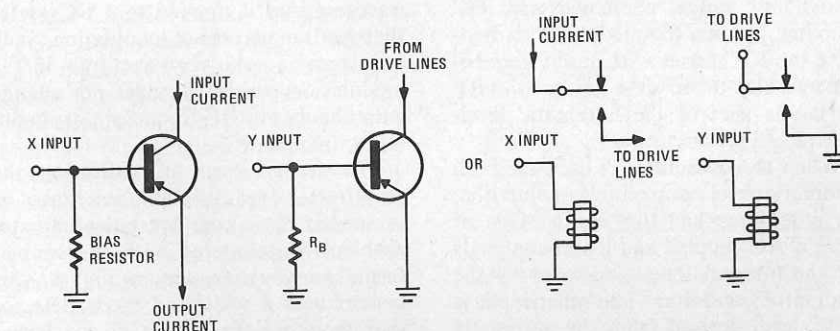 INPUT
CURRENT
X INPUT
BIAS
RESISTOR
OUTPUT
CURRENT
FROM
DRIVE LINES
Y INPUT
RB
OR
INPUT
CURRENT
X INPUT
TO DRIVE
LINES
TO DRIVE
LINES
Y INPUT